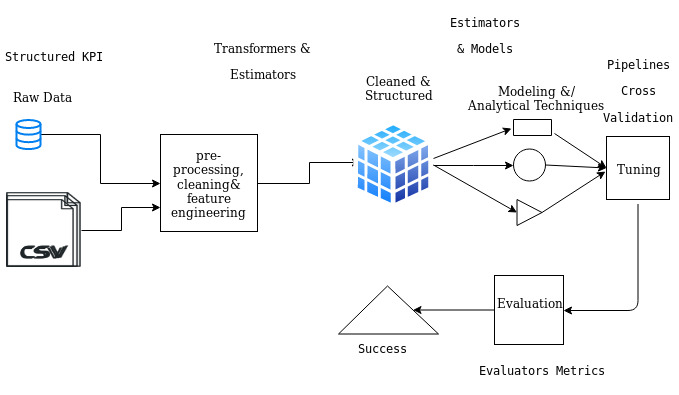 Structured KPI
Raw Data
CSV
Transformers &
Estimators
pre-
processing,
cleaning&
feature
engineering
Cleaned &
Structured
Estimators
& Models
Modeling &/
Analytical Techniques
Pipelines
Cross
Validation
Tuning
Evaluation
Evaluators Metrics
Success